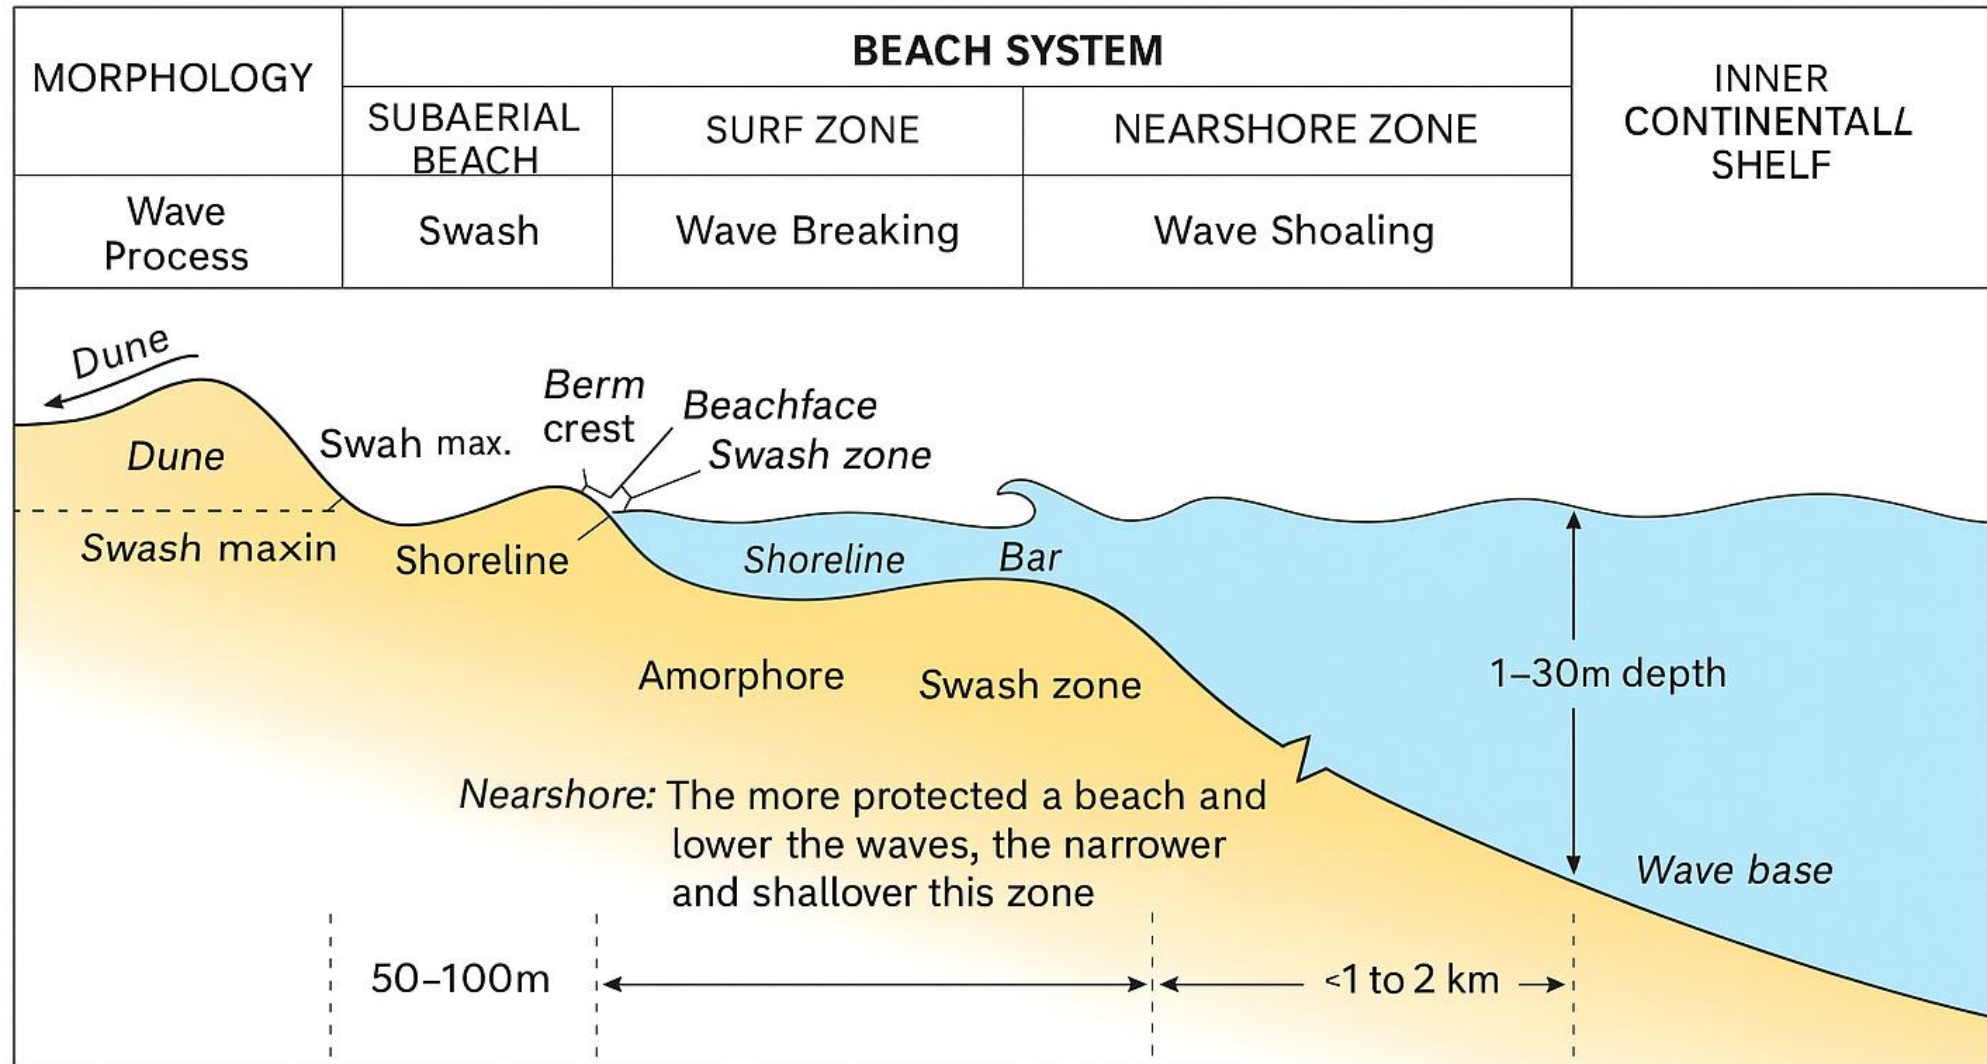 BEACH SYSTEM
MORPHOLOGY
SUBAERIAL
BEACH
SURF ZONE
NEARSHORE ZONE
INNER
CONTINENTALL
SHELF
Wave
Process
Swash
Wave Breaking
Wave Shoaling
Dune
Berm
crest
Beachface
Swah max.
Swash zone
Dune
Swash maxin
Shoreline
Shoreline
Bar
Amorphore
Swash zone
1–30m depth
Nearshore: The more protected a beach and
lower the waves, the narrower
and shallover this zone
Wave base
50–100m
<1 to 2 km